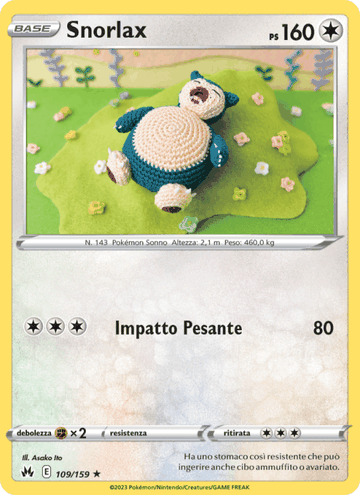 BASE Snorlax PS 160
N. 143 Pokémon Sonno Altezza: 2,1 m Peso: 460,0 kg
Impatto Pesante 80
debolezza ×2 resistenza ritirata
Ill. Asako Ito
Ha uno stomaco così resistente che può
ingerire anche cibo ammuffito o avariato.
E 109/159 ★
©2023 Pokémon/Nintendo/Creatures/GAME FREAK